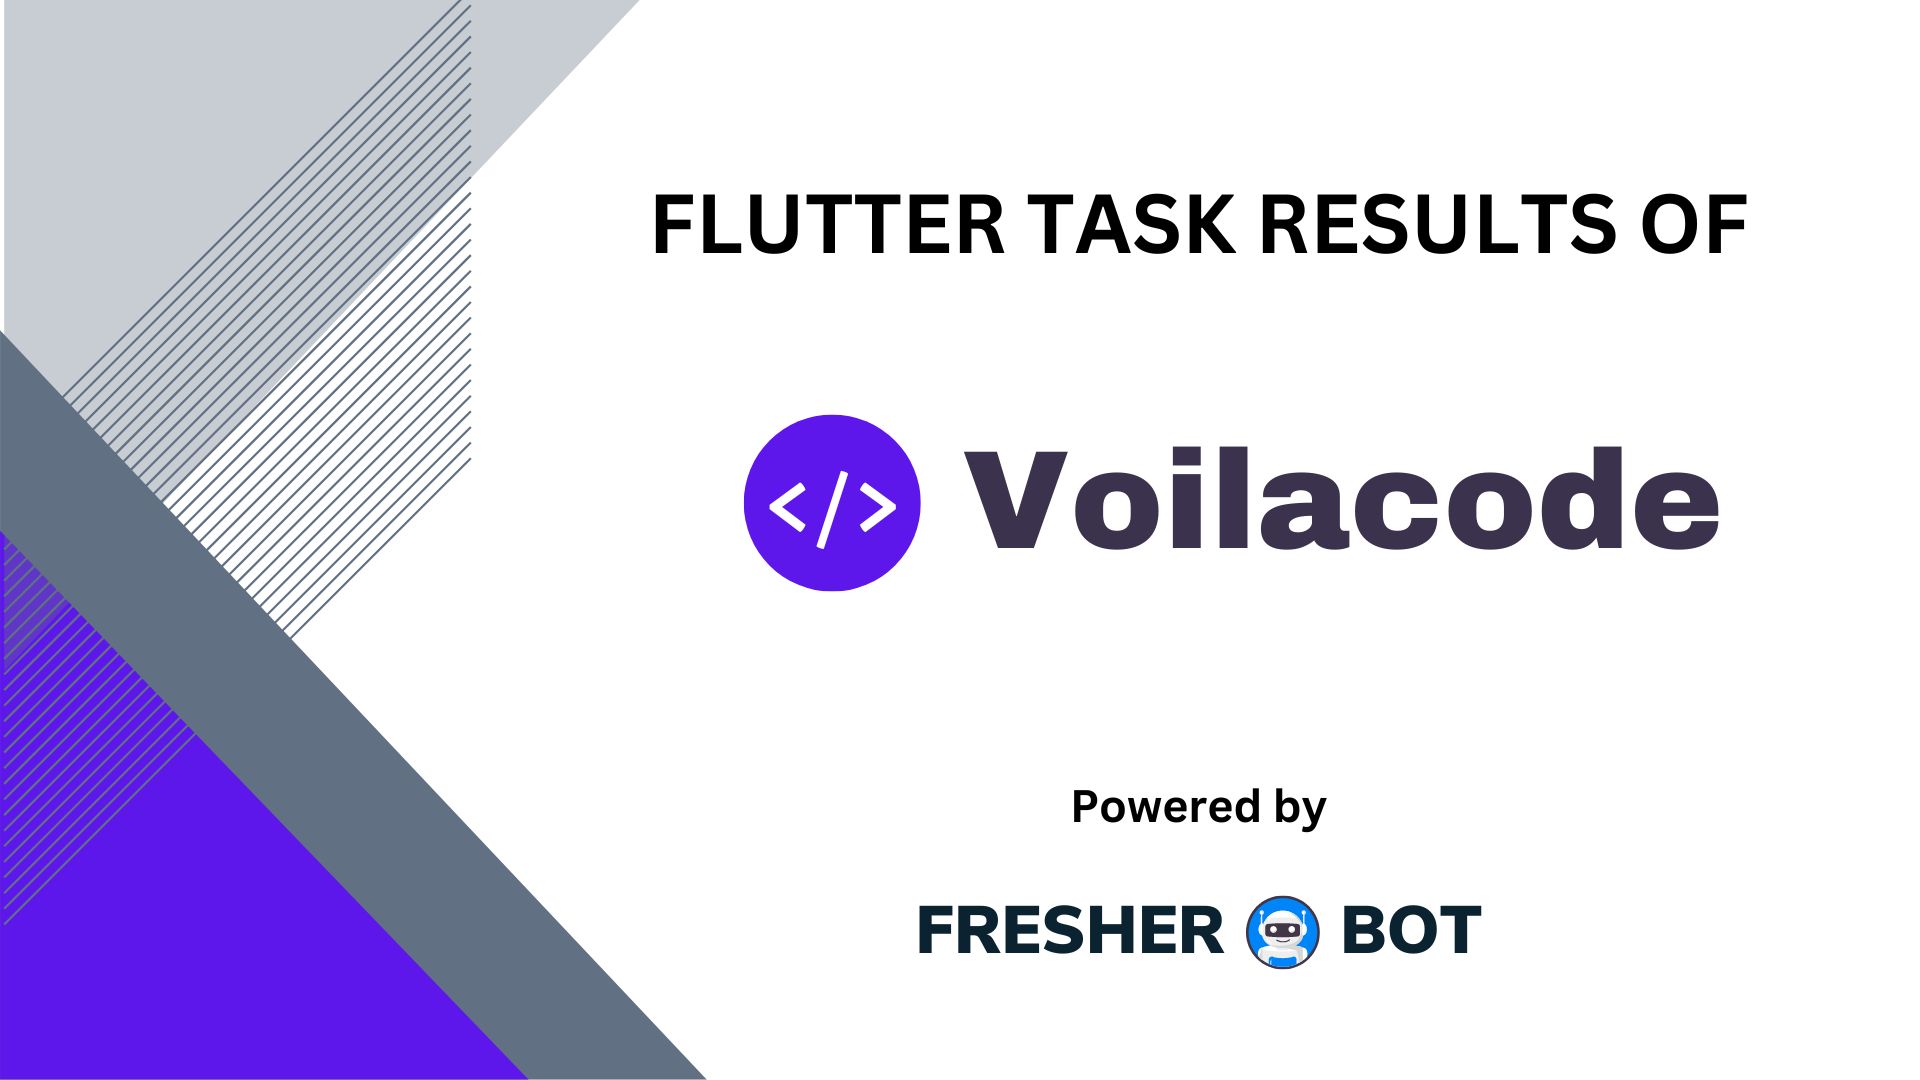 FLUTTER TASK RESULTS OF
</> Voilacode
Powered by
FRESHER BOT